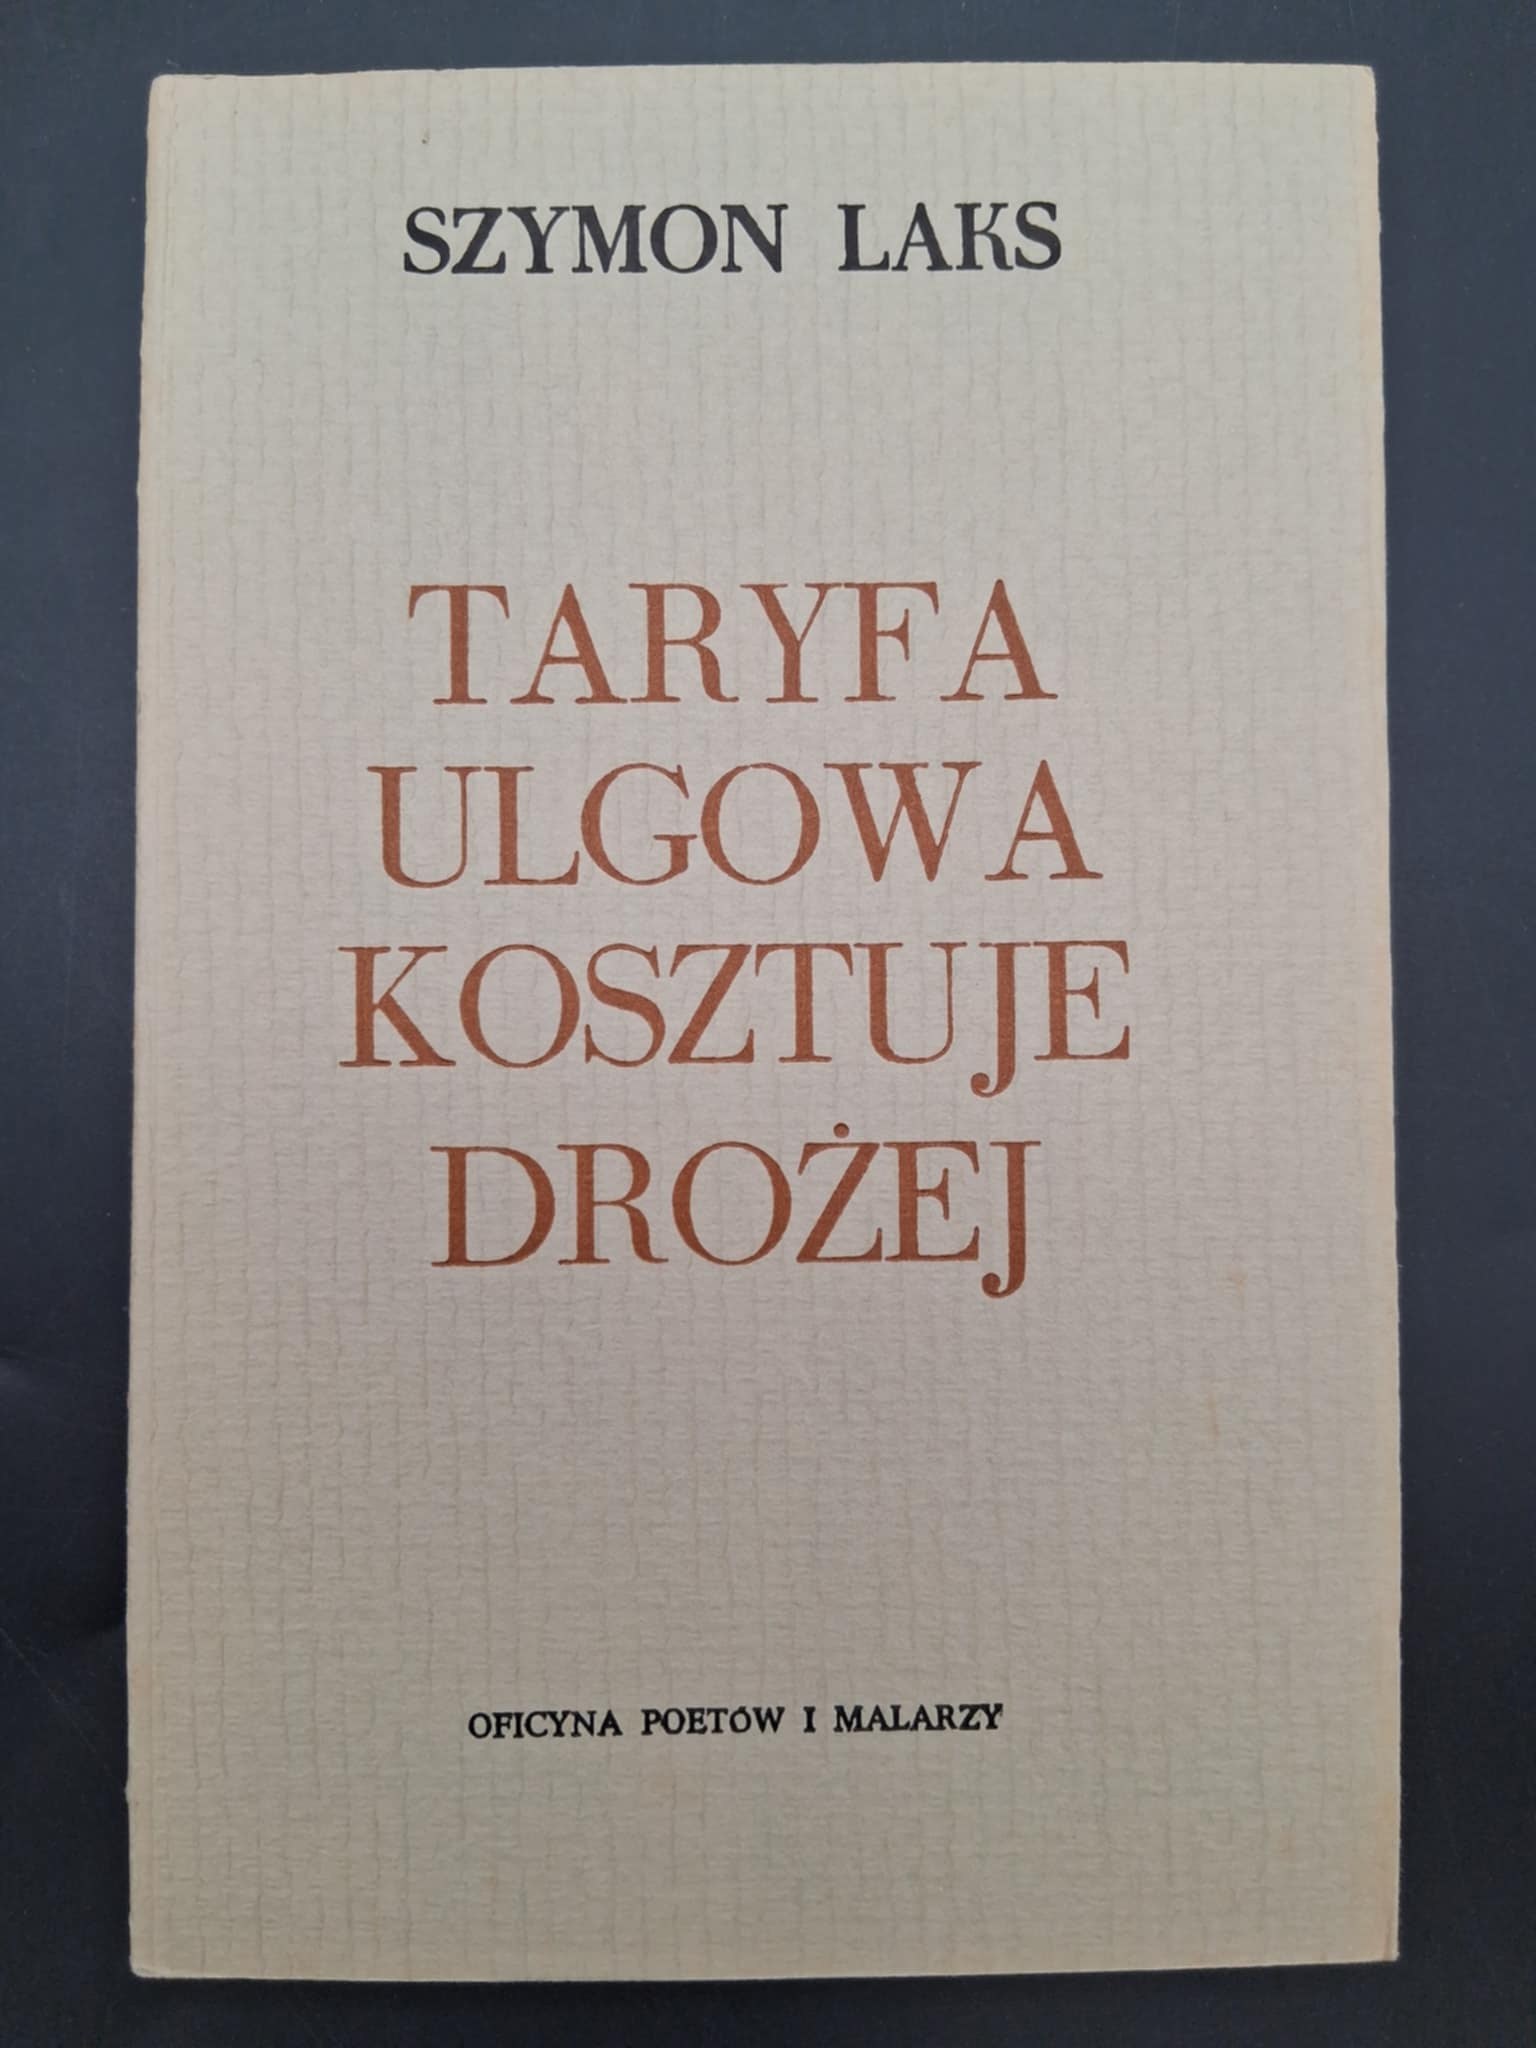 SZYMON LAKS
TARYFA
ULGOWA
KOSZTUJE
DROŻEJ
OFICYNA POETÓW I MALARZY